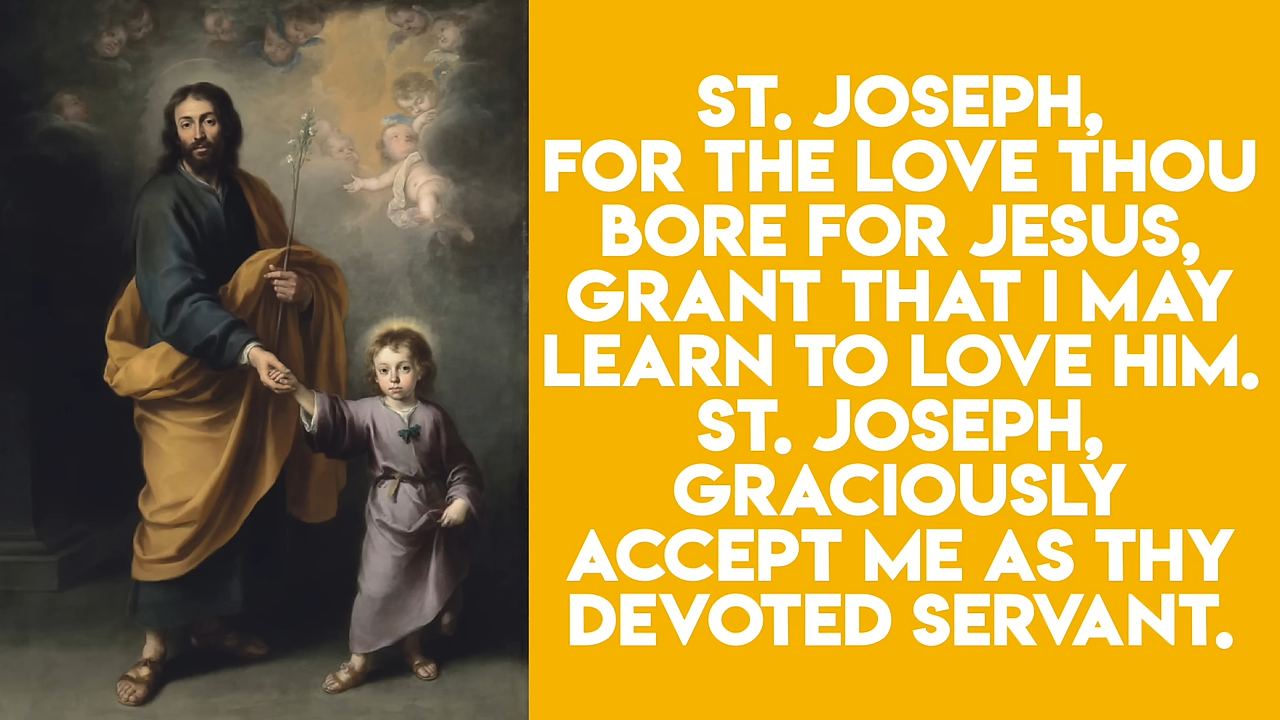 ST. JOSEPH,
FOR THE LOVE THOU
BORE FOR JESUS,
GRANT THAT I MAY
LEARN TO LOVE HIM.
ST. JOSEPH,
GRACIOUSLY
ACCEPT ME AS THY
DEVOTED SERVANT.